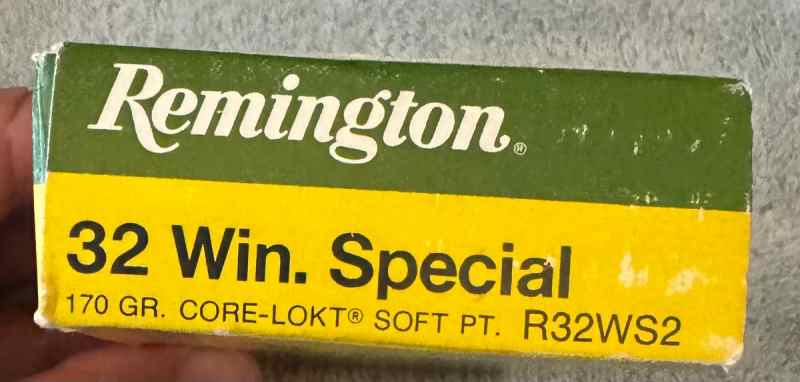 Remington®
32 Win. Special
170 GR. CORE-LOKT® SOFT PT. R32WS2